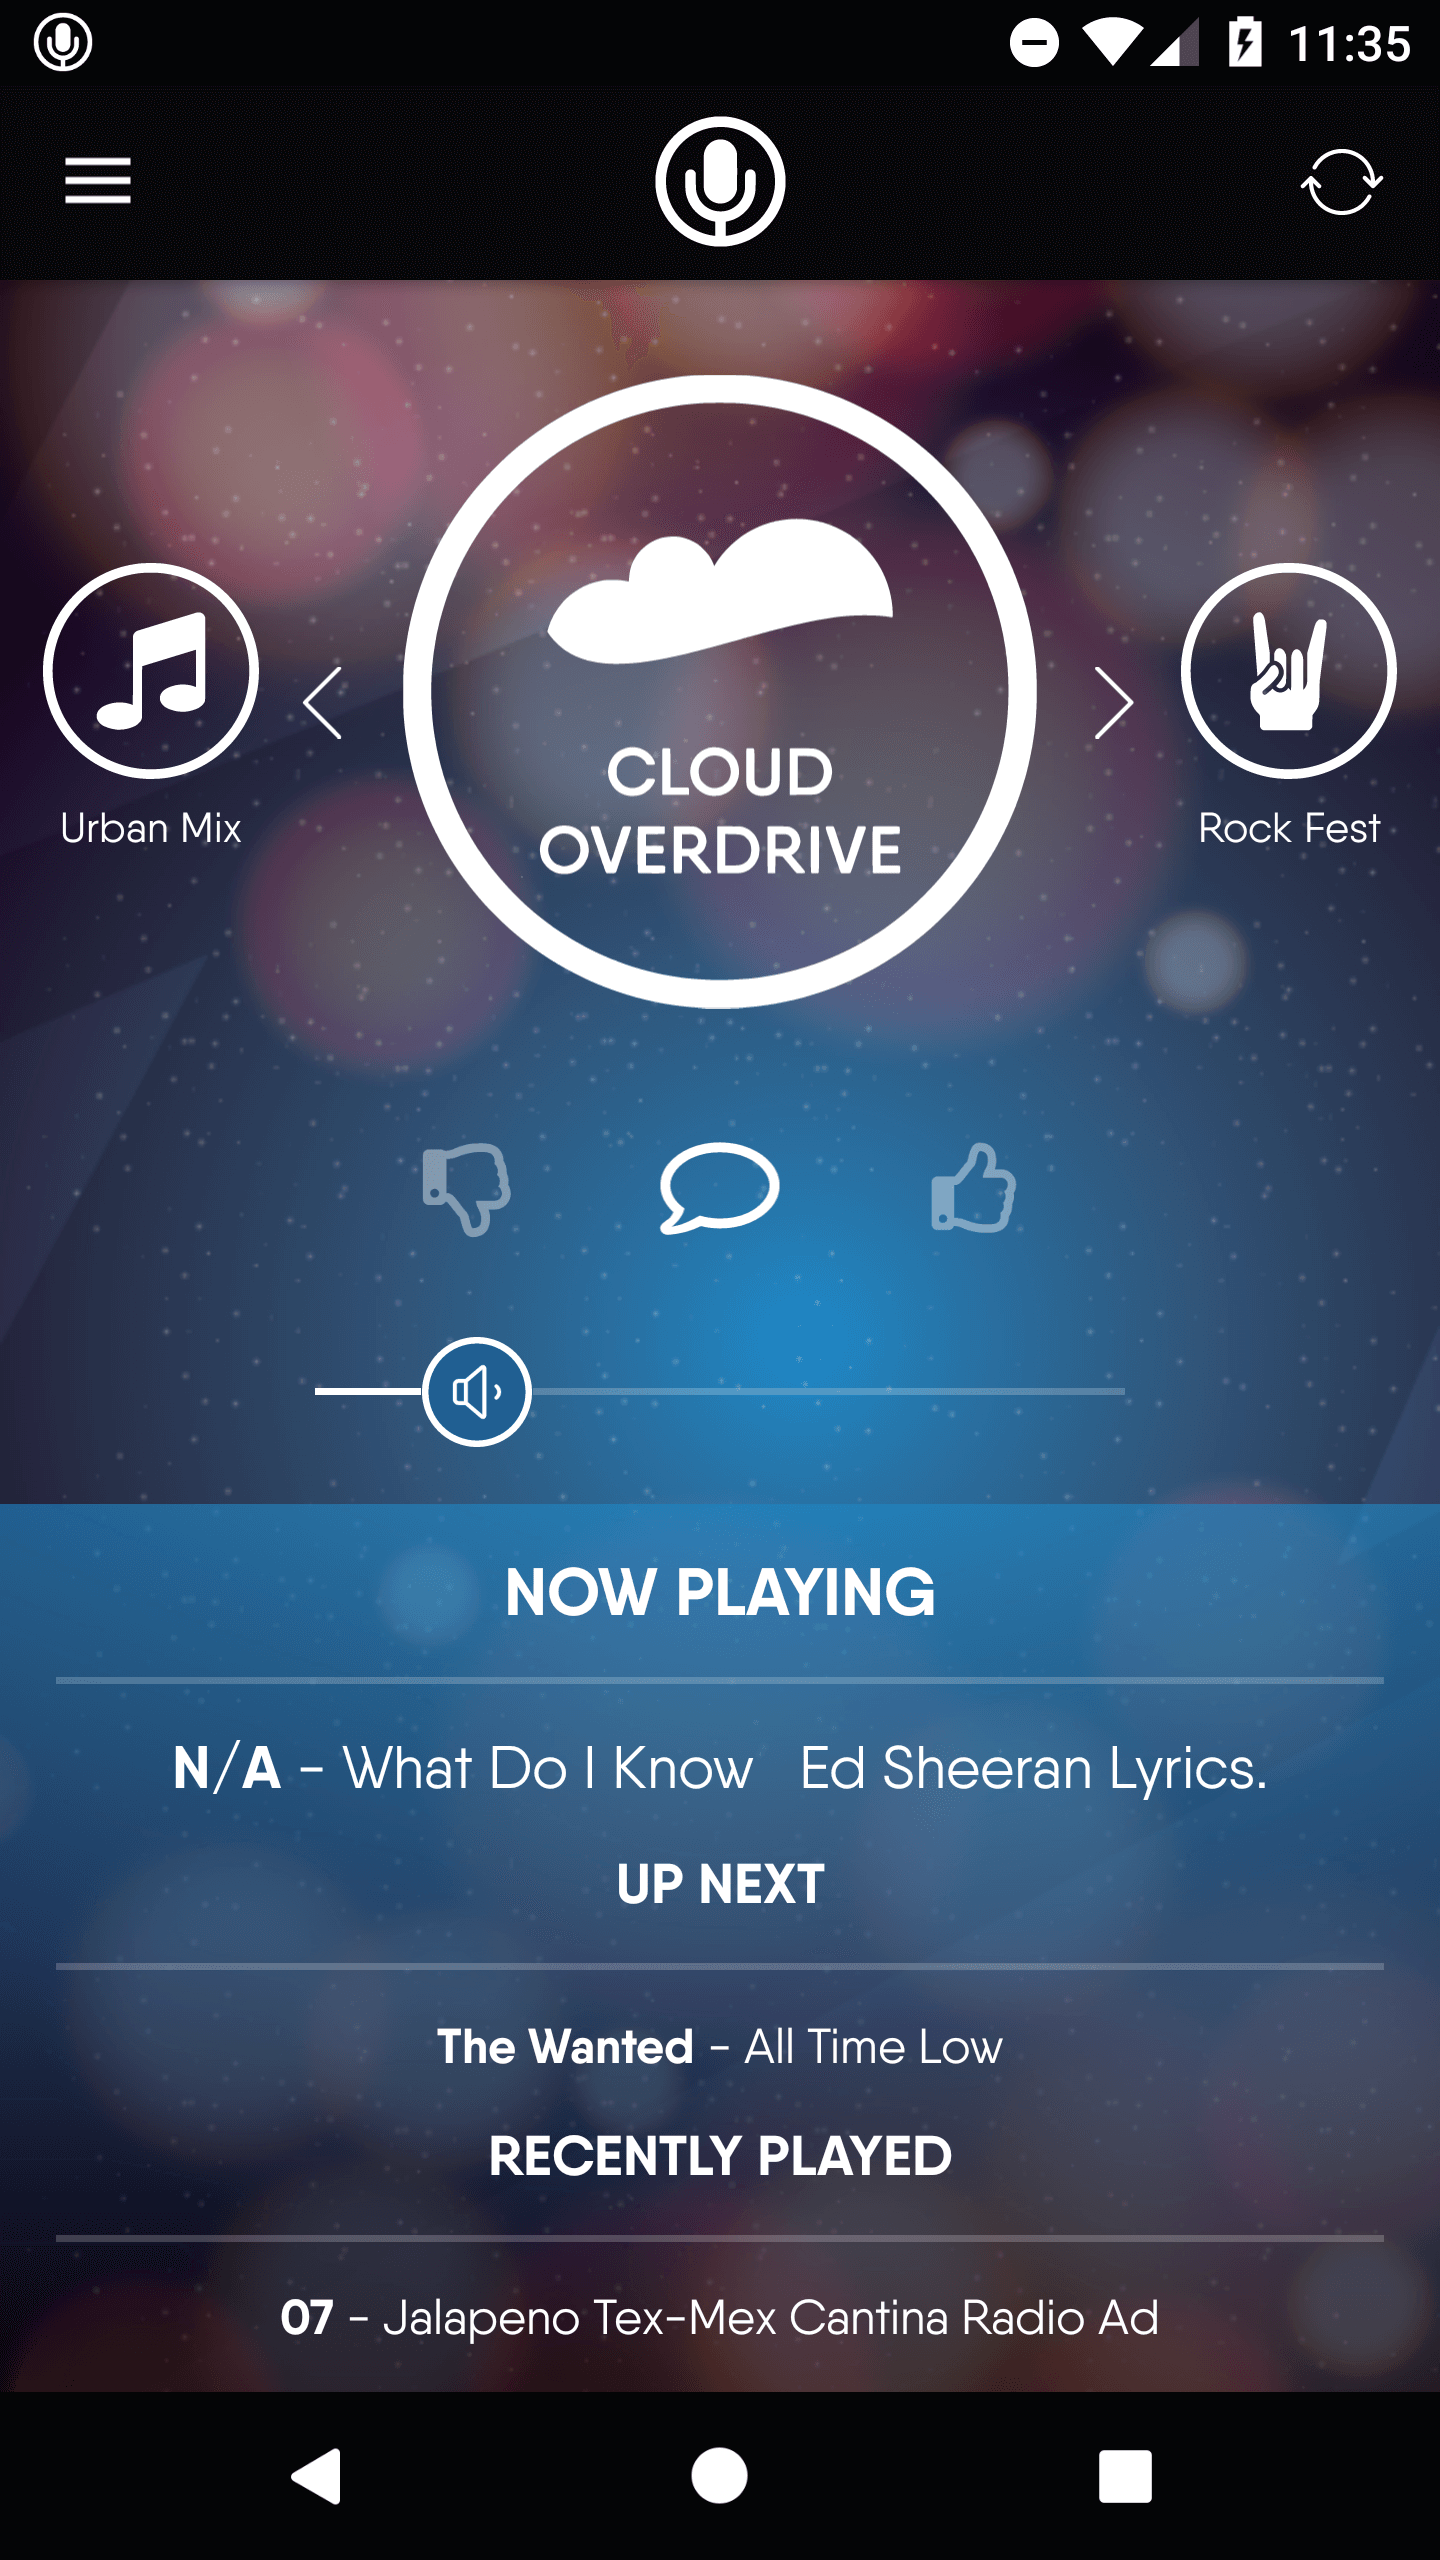 11:35
CLOUD
OVERDRIVE
Urban Mix
Rock Fest
NOW PLAYING
N/A - What Do I Know   Ed Sheeran Lyrics.
UP NEXT
The Wanted - All Time Low
RECENTLY PLAYED
07 - Jalapeno Tex-Mex Cantina Radio Ad